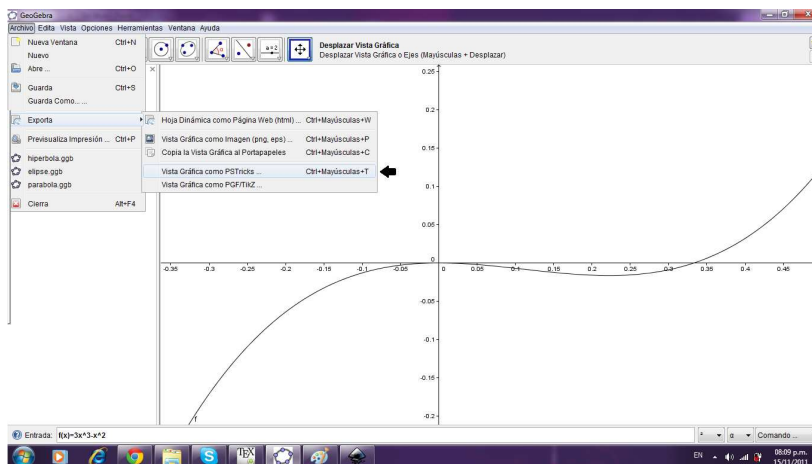 GeoGebra
Archivo Edita Vista Opciones Herramientas Ventana Ayuda
Nueva Ventana Ctrl+N
Nuevo
Abre ... Ctrl+O
Guarda Ctrl+S
Guarda Como... ...
Exporta
Previsualiza Impresión ... Ctrl+P
hiperbola.ggb
elipse.ggb
parabola.ggb
Cierra Alt+F4
Hoja Dinámica como Página Web (html) ... Ctrl+Mayúsculas+W
Vista Gráfica como Imagen (png, eps) ... Ctrl+Mayúsculas+P
Copia la Vista Gráfica al Portapapeles Ctrl+Mayúsculas+C
Vista Gráfica como PSTricks ... Ctrl+Mayúsculas+T
Vista Gráfica como PGF/TikZ ...
a=2
Desplazar Vista Gráfica
Desplazar Vista Gráfica o Ejes (Mayúsculas + Desplazar)
0.25
0.2
0.1
0.05
0
-0.35 -0.3 -0.25 -0.2 -0.15 -0.1 -0.05 0 0.05 0.1 0.15 0.2 0.25 0.3 0.35 0.4 0.45
-0.05
-0.1
-0.15
-0.2
f
Entrada: f(x)=3x^3-x^2
² α Comando ...
TEX
EN 08:09 p.m.
15/11/2011